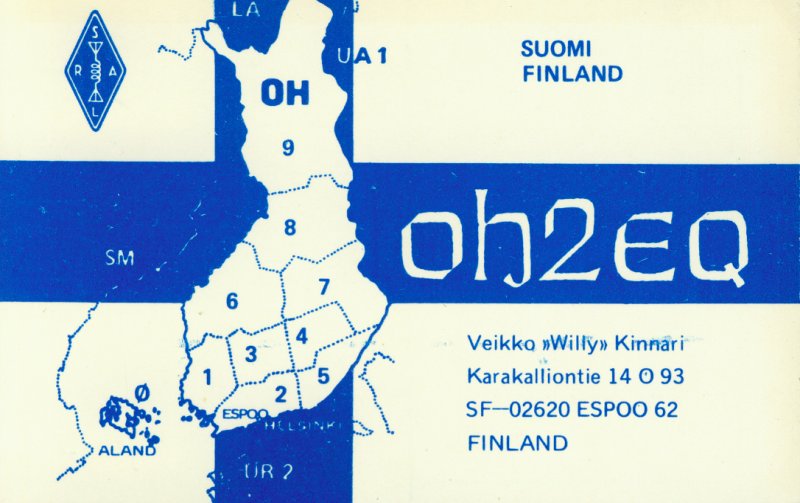 LA
UA 1
S
R A
L
SUOMI
FINLAND
OH
9
oh2EQ
8
SM
7
6
4
3
1
5
2
Ø
ESPOO
HELSINKI
ALAND
UR 2
Veikko »Willy» Kinnari
Karakalliontie 14 O 93
SF—02620 ESPOO 62
FINLAND